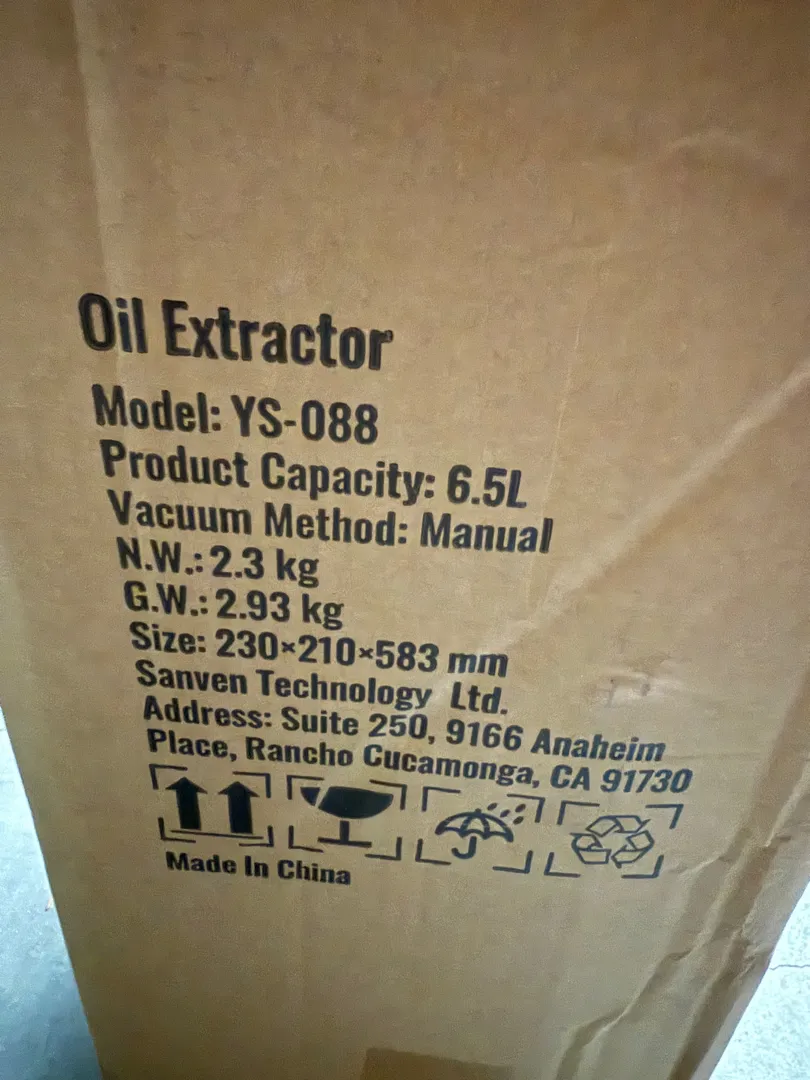 Oil Extractor
Model: YS-088
Product Capacity: 6.5L
Vacuum Method: Manual
N.W.: 2.3 kg
G.W.: 2.93 kg
Size: 230×210×583 mm
Sanven Technology Ltd.
Address: Suite 250, 9166 Anaheim
Place, Rancho Cucamonga, CA 91730
Made In China